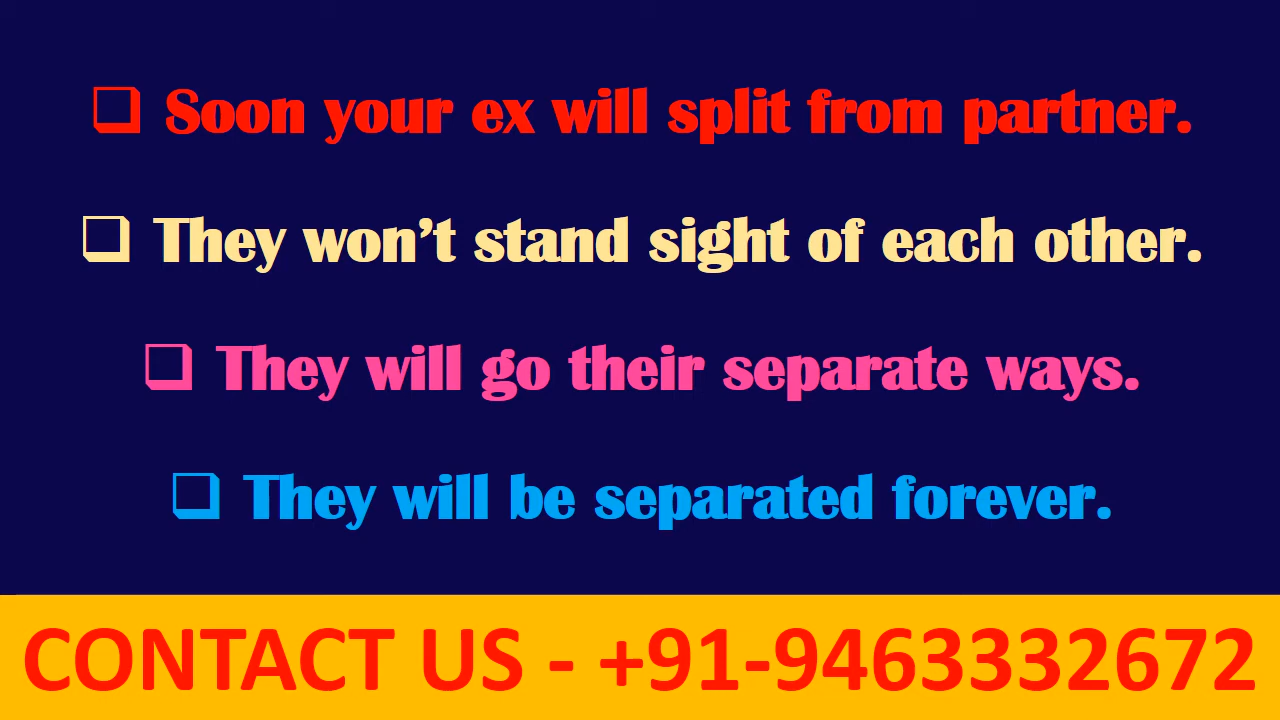 ❑ Soon your ex will split from partner.
❑ They won’t stand sight of each other.
❑ They will go their separate ways.
❑ They will be separated forever.
CONTACT US - +91-9463332672